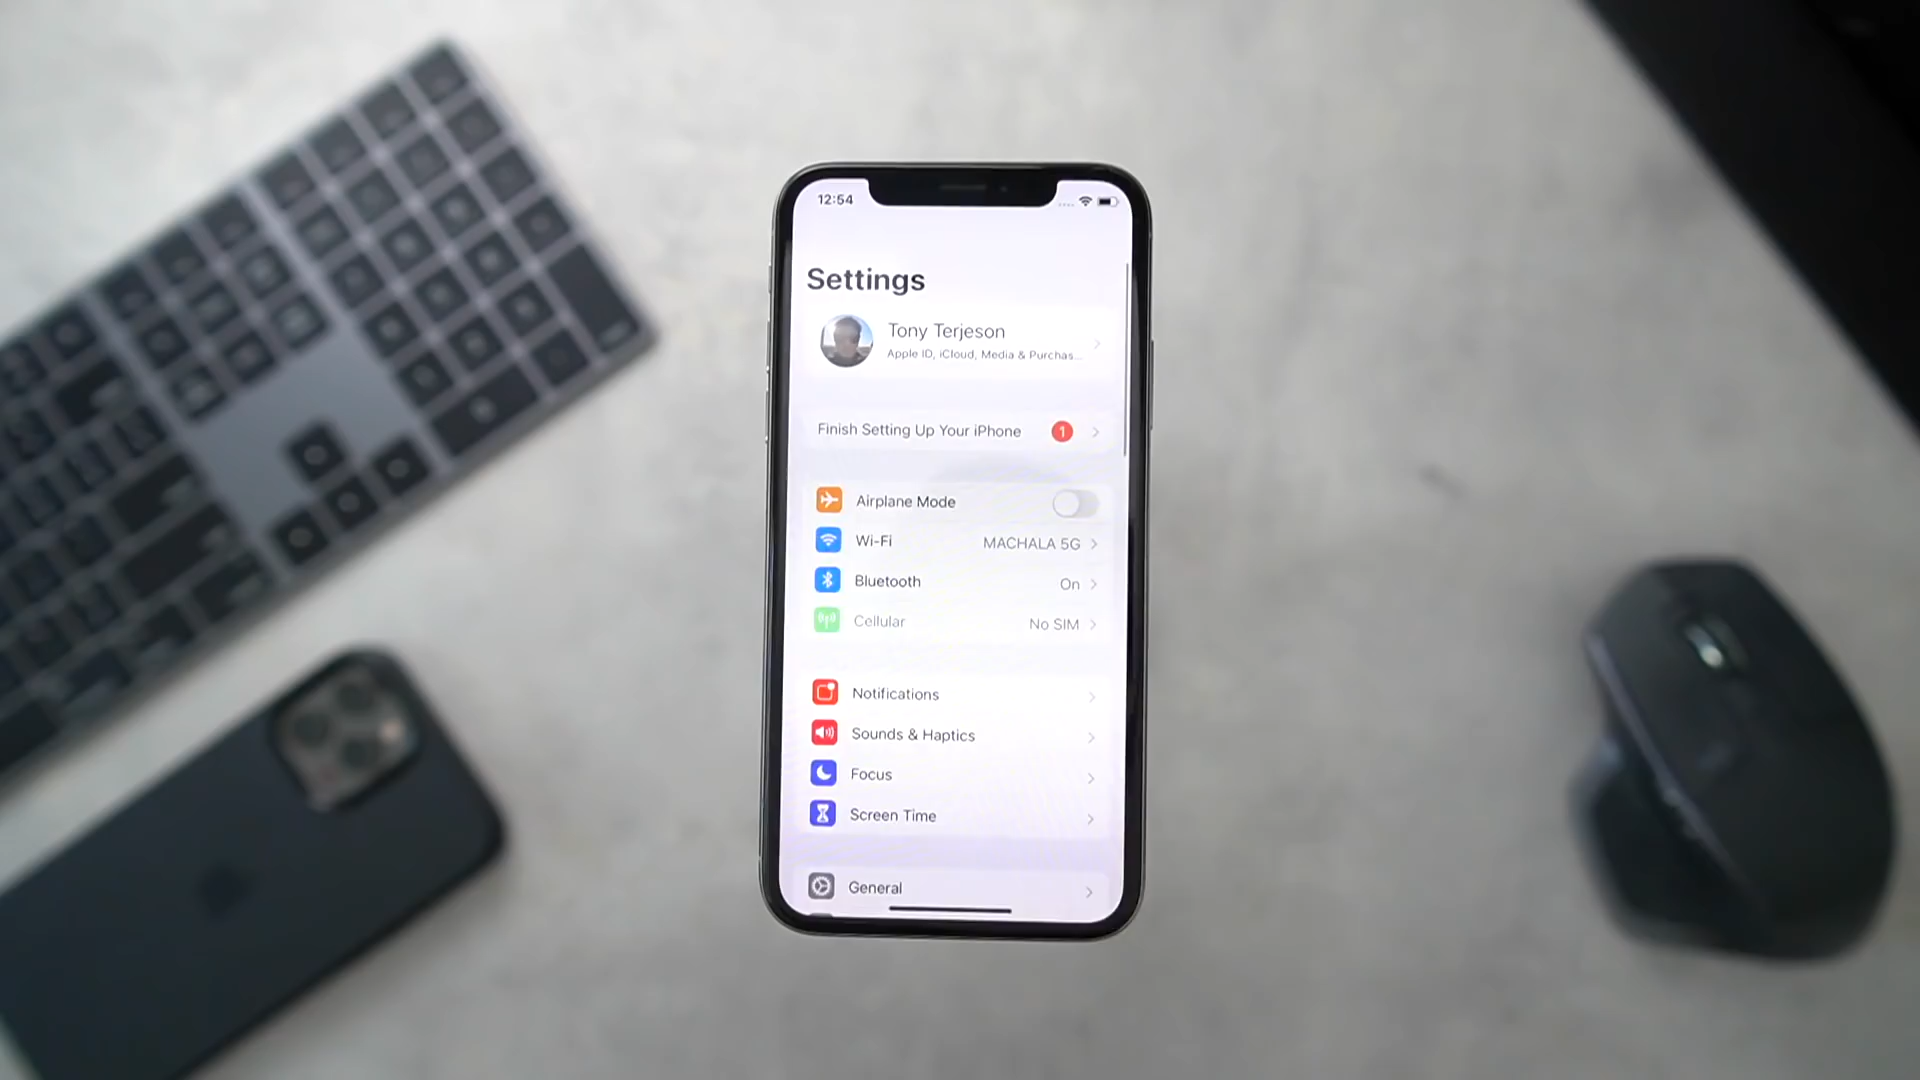 12:54
Settings
Tony Terjeson
Apple ID, iCloud, Media & Purchas...
Finish Setting Up Your iPhone 1
Airplane Mode
Wi-Fi MACHALA 5G
Bluetooth On
Cellular No SIM
Notifications
Sounds & Haptics
Focus
Screen Time
General